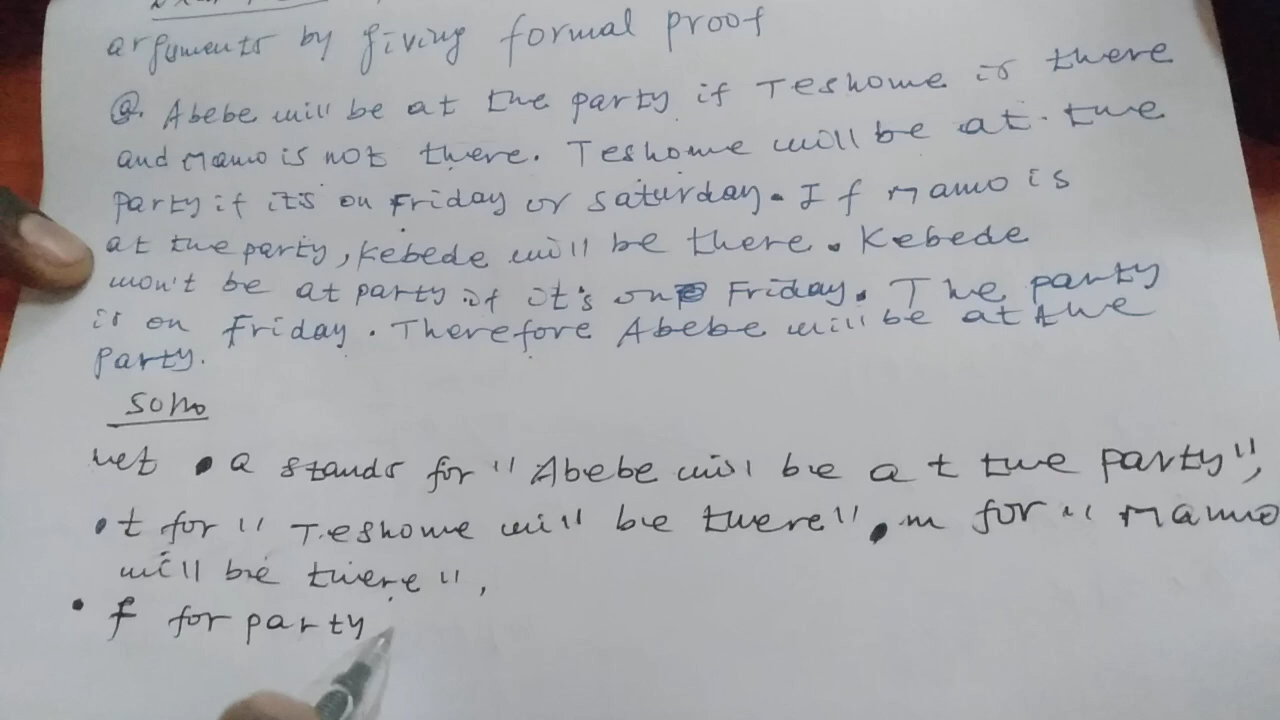 arguments by giving formal proof
@. Abebe will be at the party if Teshome is there
and Mamo is not there. Teshome will be at the
party if it's on Friday or Saturday. If Mamo is
at the party, Kebede will be there. Kebede
won't be at party if it's on Friday. The party
is on Friday. Therefore Abebe will be at the
party.
Soln
Let • a stands for "Abebe will be at the party",
• t for "Teshome will be there", m for "Mamo
will be there",
• f for party